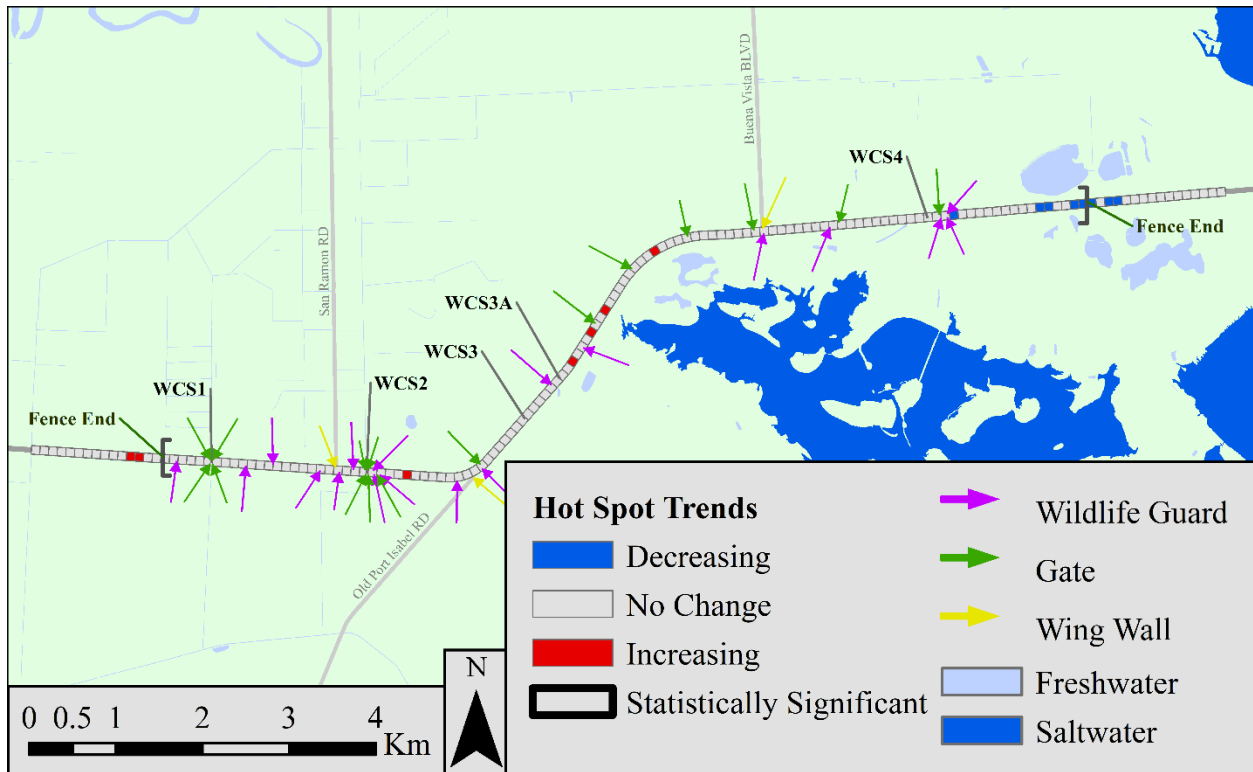 Buena Vista BLVD
WCS4
Fence End
San Ramon RD
WCS3A
WCS3
WCS1
WCS2
Fence End
Old Port Isabel RD
Hot Spot Trends
Decreasing
No Change
Increasing
Statistically Significant
Wildlife Guard
Gate
Wing Wall
Freshwater
Saltwater
N
0 0.5 1 2 3 4
Km